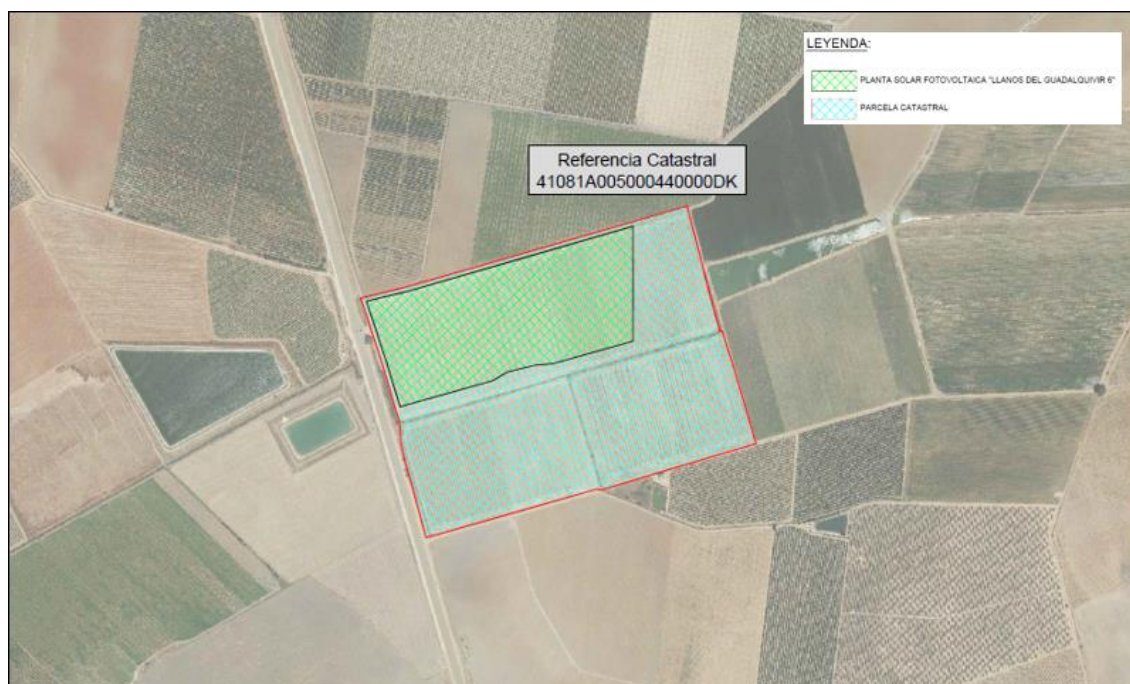 LEYENDA:
PLANTA SOLAR FOTOVOLTAICA "LLANOS DEL GUADALQUIVIR 6"
PARCELA CATASTRAL
Referencia Catastral
41081A005000440000DK